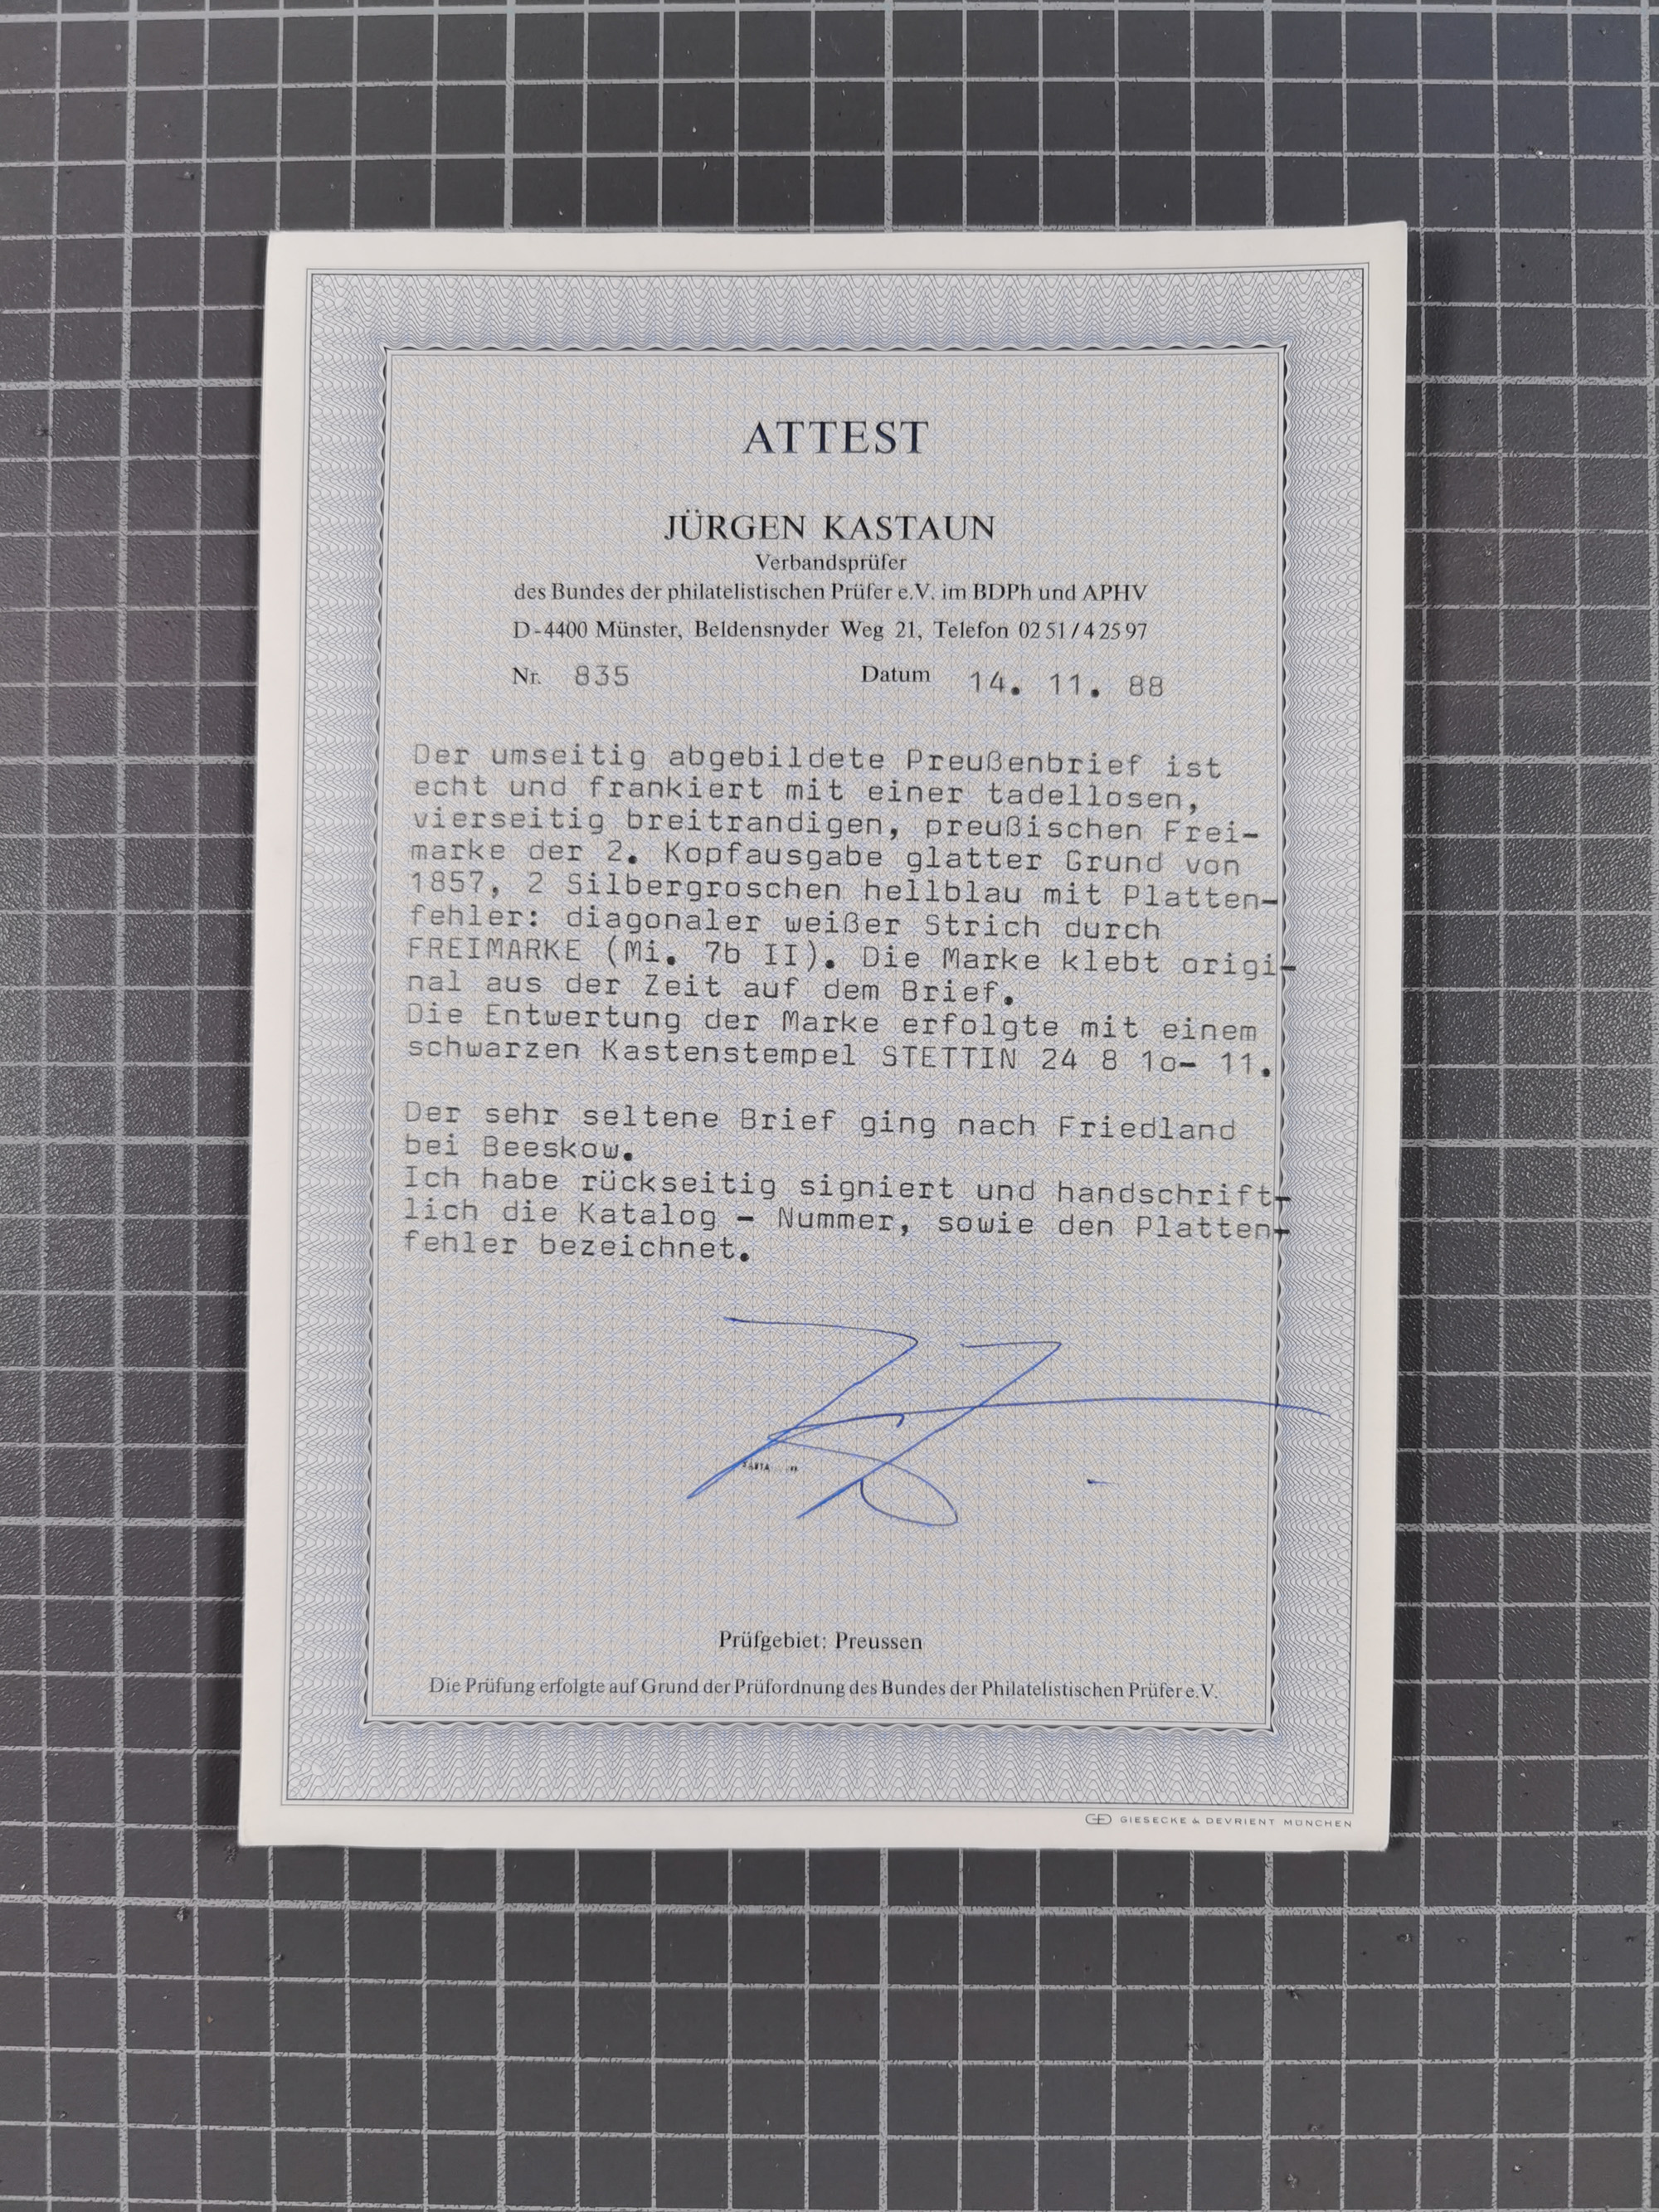 ATTEST
JÜRGEN KASTAUN
Verbandsprüfer
des Bundes der philatelistischen Prüfer e.V. im BDPh und APHV
D-4400 Münster, Beldensnyder Weg 21, Telefon 02 51 / 4 25 97
Nr. 835 Datum 14. 11. 88
Der umseitig abgebildete Preußenbrief ist
echt und frankiert mit einer tadellosen,
vierseitig breitrandigen, preußischen Frei-
marke der 2. Kopfausgabe glatter Grund von
1857, 2 Silbergroschen hellblau mit Platten-
fehler: diagonaler weißer Strich durch
FREIMARKE (Mi. 7b II). Die Marke klebt origi-
nal aus der Zeit auf dem Brief.
Die Entwertung der Marke erfolgte mit einem
schwarzen Kastenstempel STETTIN 24 8 1o- 11.
Der sehr seltene Brief ging nach Friedland
bei Beeskow.
Ich habe rückseitig signiert und handschrift-
lich die Katalog - Nummer, sowie den Platten-
fehler bezeichnet.
Prüfgebiet: Preussen
Die Prüfung erfolgte auf Grund der Prüfordnung des Bundes der Philatelistischen Prüfer e.V.
GIESECKE & DEVRIENT MÜNCHEN